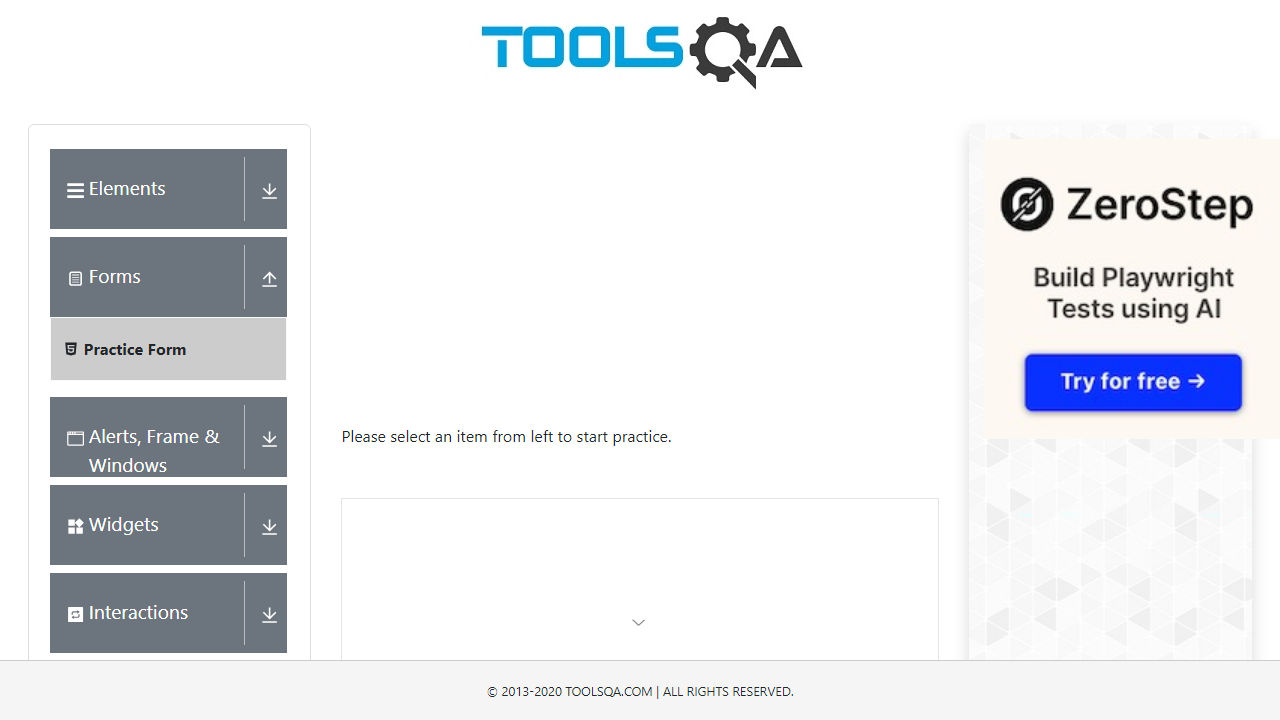 TOOLSQA
Elements
Forms
Practice Form
Alerts, Frame &
Windows
Widgets
Interactions
Please select an item from left to start practice.
ZeroStep
Build Playwright
Tests using AI
Try for free →
© 2013-2020 TOOLSQA.COM | ALL RIGHTS RESERVED.